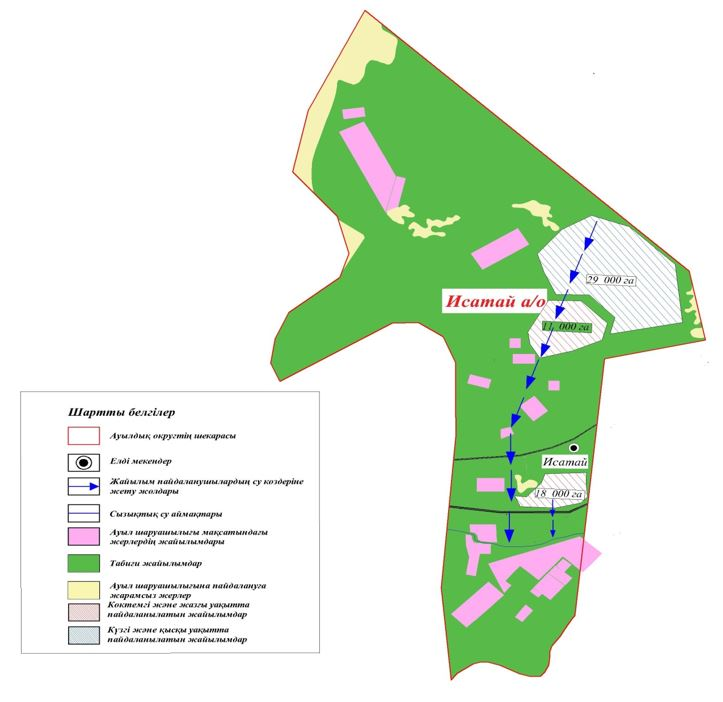 29 000 га
Исатай а/о
11 000 га
Исатай
18 000 га
Шартты белгілер
Ауылдық округтің шекарасы
Елді мекендер
Жайылым пайдаланушылардың су көздеріне
жету жолдары
Сызықтық су аймақтары
Ауыл шаруашылығы мақсатындағы
жерлердің жайылымдары
Табиғи жайылымдар
Ауыл шаруашылығына пайдалануға
жарамсыз жерлер
Көктемгі және жазғы уақытта
пайдаланылатын жайылымдар
Күзгі және қысқы уақытта
пайдаланылатын жайылымдар